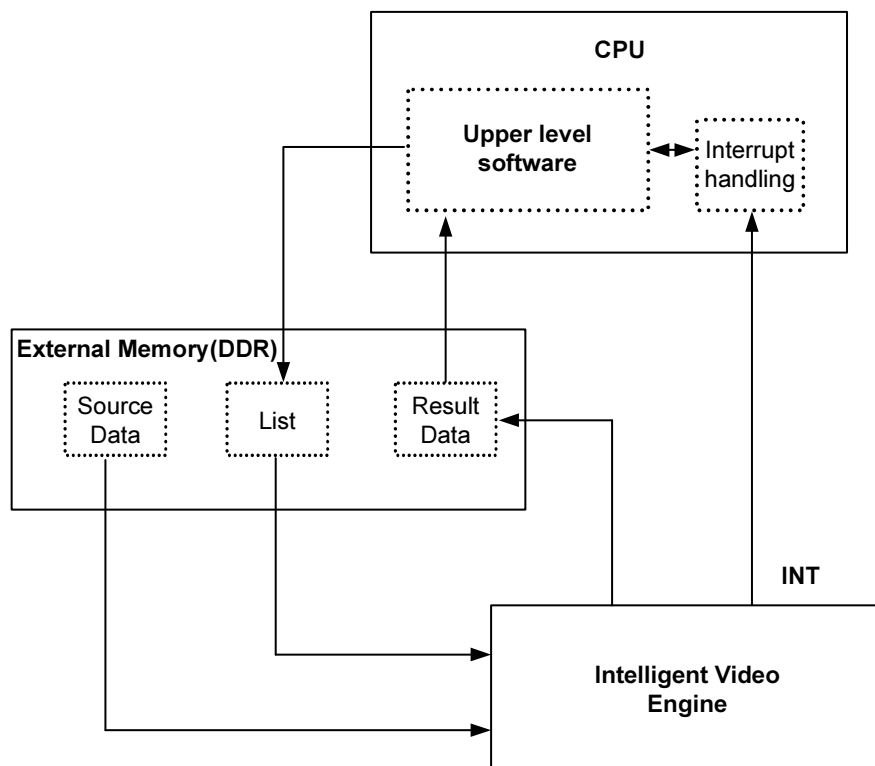 CPU
Upper level
software
Interrupt
handling
External Memory(DDR)
Source
Data
List
Result
Data
INT
Intelligent Video
Engine